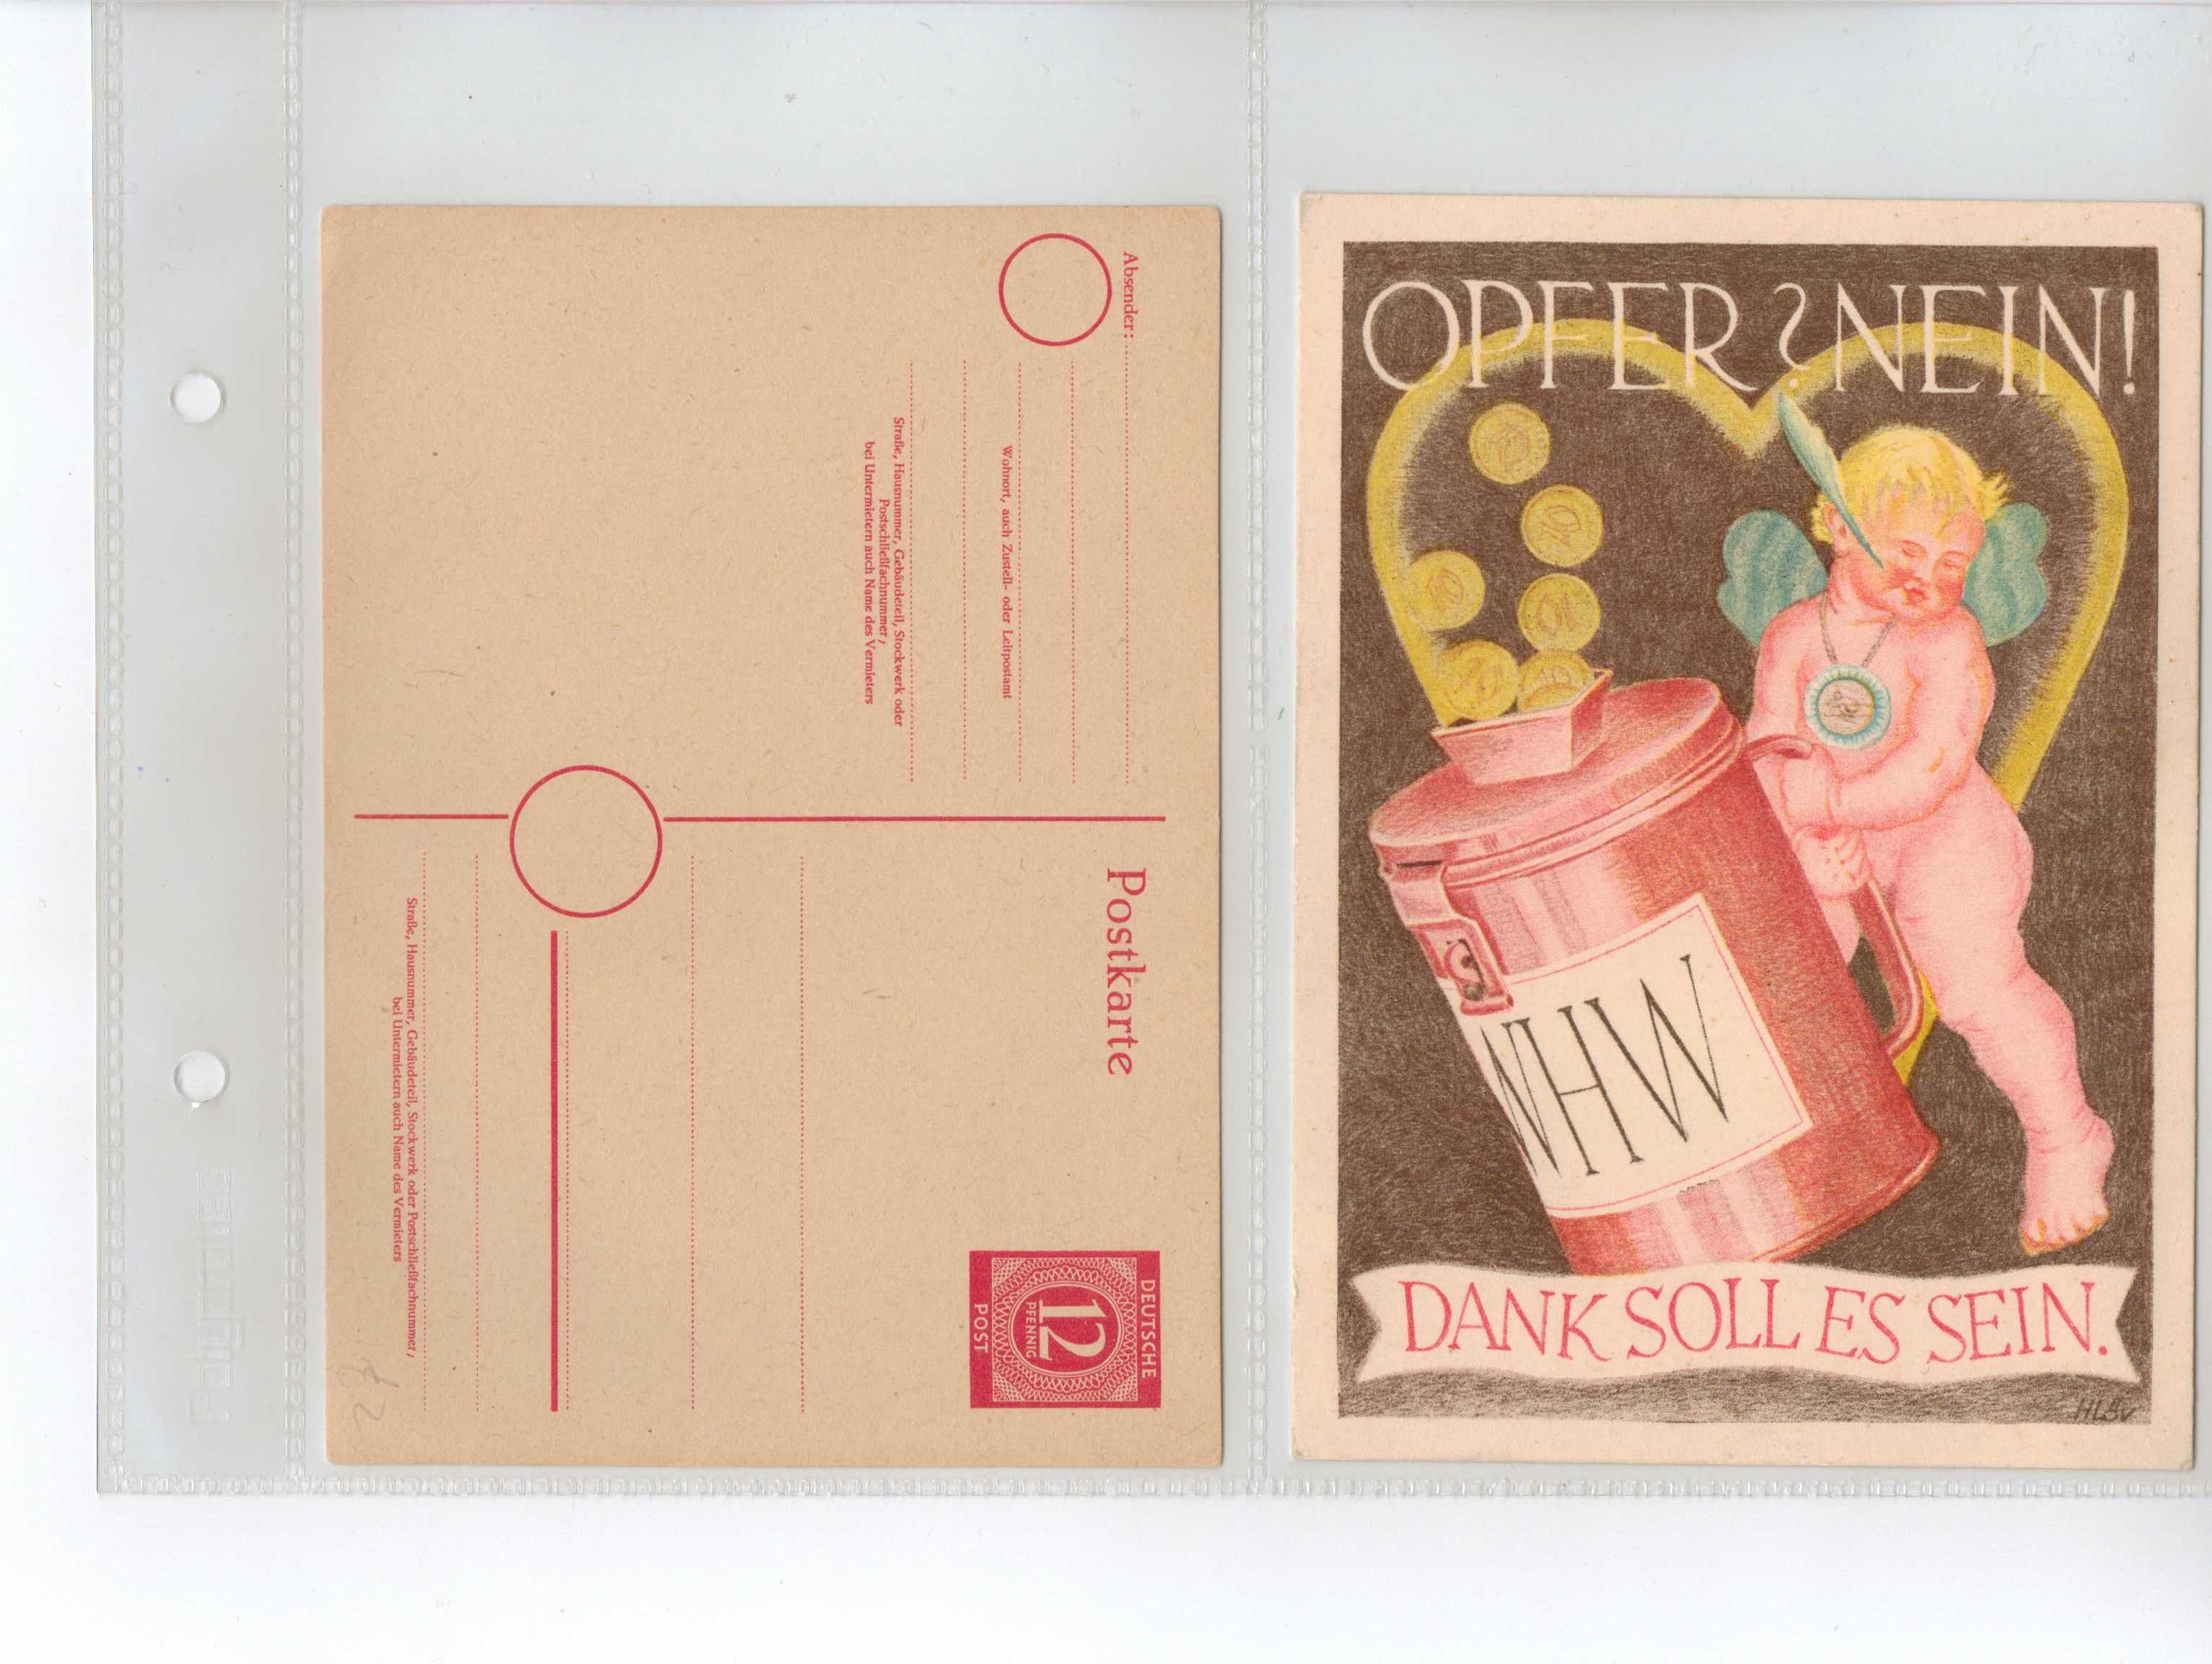 Absender:
Wohnort, auch Zustell- oder Leitpostamt
Straße, Hausnummer, Gebäudeteil, Stockwerk oder
Postschließfachnummer;
bei Untermietern auch Name des Vermieters
Postkarte
DEUTSCHE
12
PFENNIG
POST
Straße, Hausnummer, Gebäudeteil, Stockwerk oder Postschließfachnummer;
bei Untermietern auch Name des Vermieters
OPFER? NEIN!
WHW
DANK SOLL ES SEIN.